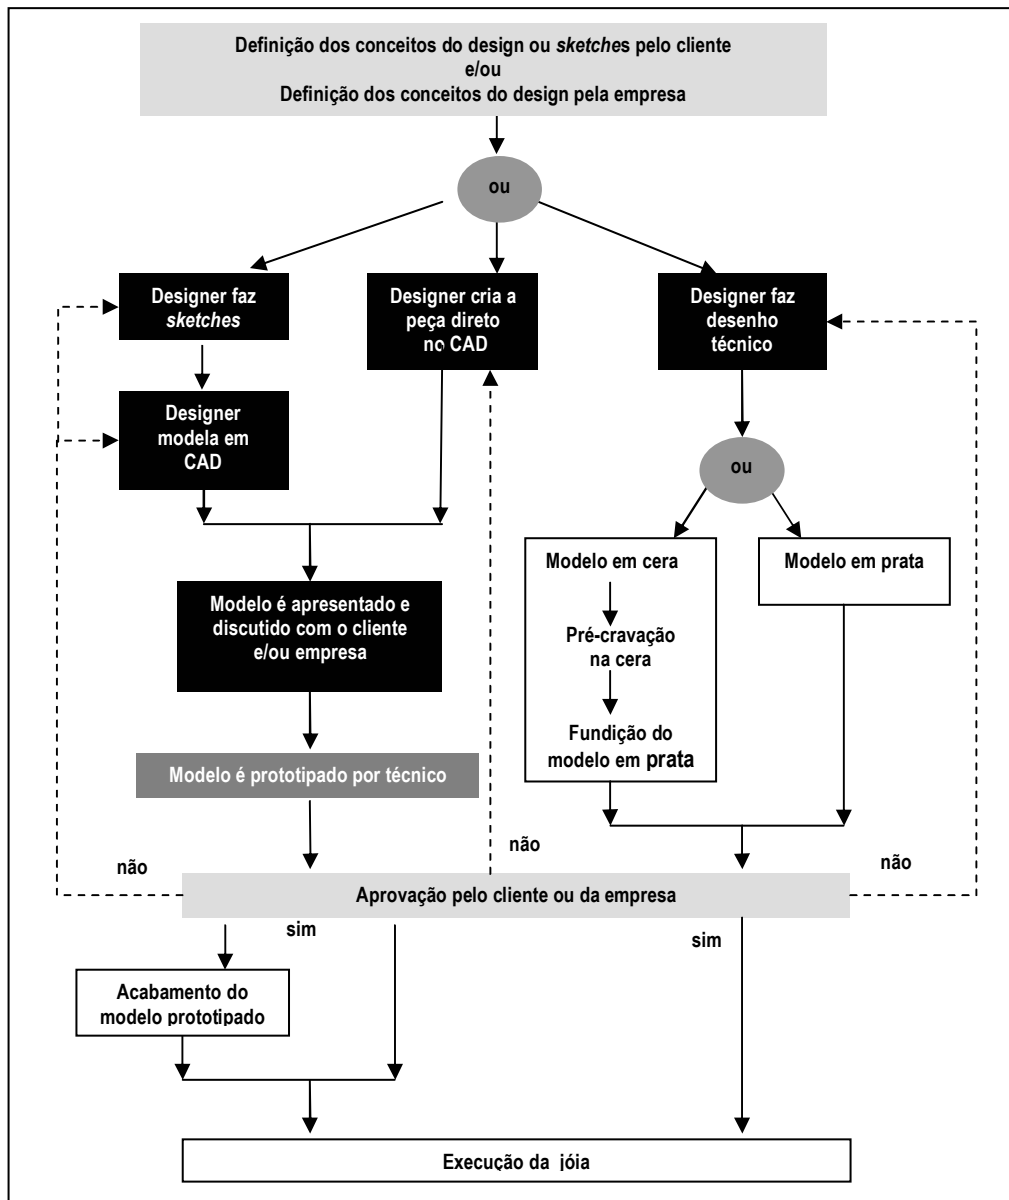 Definição dos conceitos do design ou sketches pelo cliente
e/ou
Definição dos conceitos do design pela empresa
ou
Designer faz
sketches
Designer cria a
peça direto
no CAD
Designer faz
desenho
técnico
Designer
modela em
CAD
ou
Modelo em cera
Modelo em prata
Pré-cravação
na cera
Fundição do
modelo em prata
Modelo é apresentado e
discutido com o cliente
e/ou empresa
Modelo é prototipado por técnico
não
não
não
Aprovação pelo cliente ou da empresa
sim
sim
Acabamento do
modelo prototipado
Execução da jóia